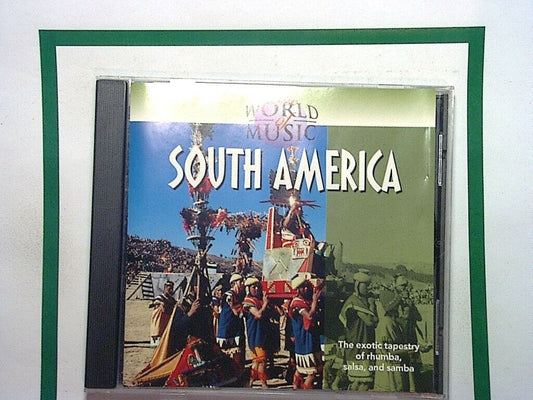 WORLD
of
MUSIC
SOUTH AMERICA
The exotic tapestry
of rhumba,
salsa, and samba